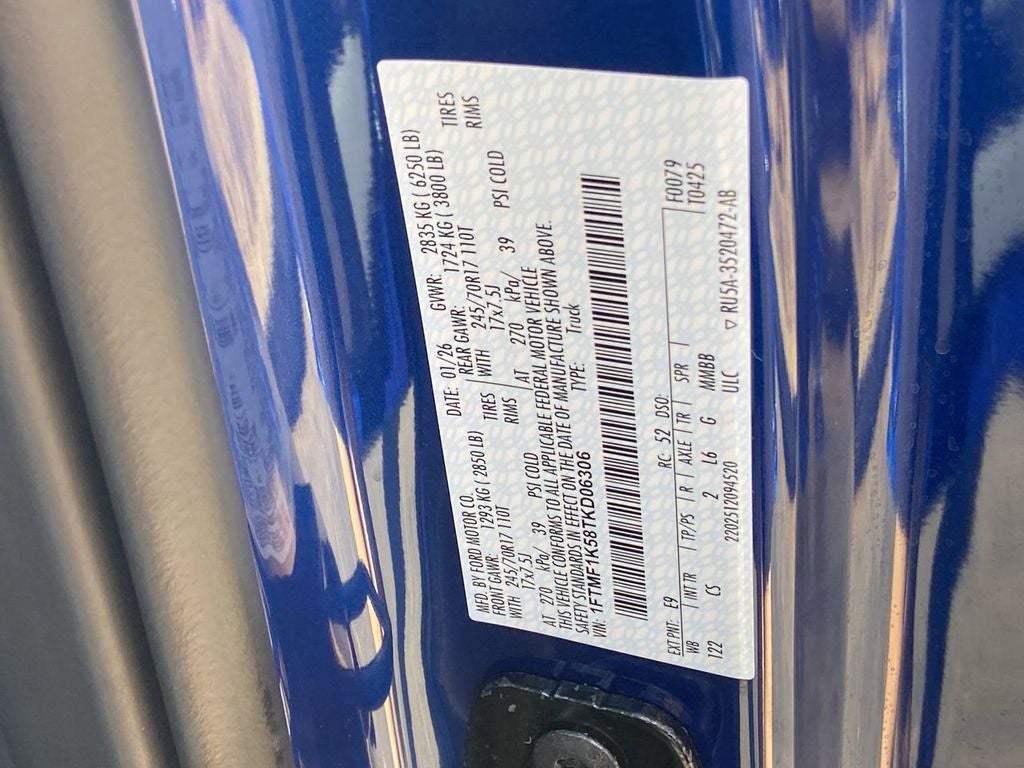 MFD. BY FORD MOTOR CO. DATE: 01/26 GVWR: 2835 KG ( 6250 LB)
FRONT GAWR: 1293 KG ( 2850 LB) REAR GAWR: 1724 KG ( 3800 LB)
WITH 245/70R17 110T TIRES WITH 245/70R17 110T TIRES
17x7.5J RIMS 17x7.5J RIMS
AT 270 kPa/ 39 PSI COLD AT 270 kPa/ 39 PSI COLD
THIS VEHICLE CONFORMS TO ALL APPLICABLE FEDERAL MOTOR VEHICLE
SAFETY STANDARDS IN EFFECT ON THE DATE OF MANUFACTURE SHOWN ABOVE.
VIN: 1FTMF1K58TKD06306 TYPE: Truck
EXT PNT: E9 RC: 52 DSO: F0079
WB INT TR TP/PS R AXLE TR SPR T0425
122 CS 2 L6 G MMBB
2202512094520 ULC ▽ RU5A-3520472-AB